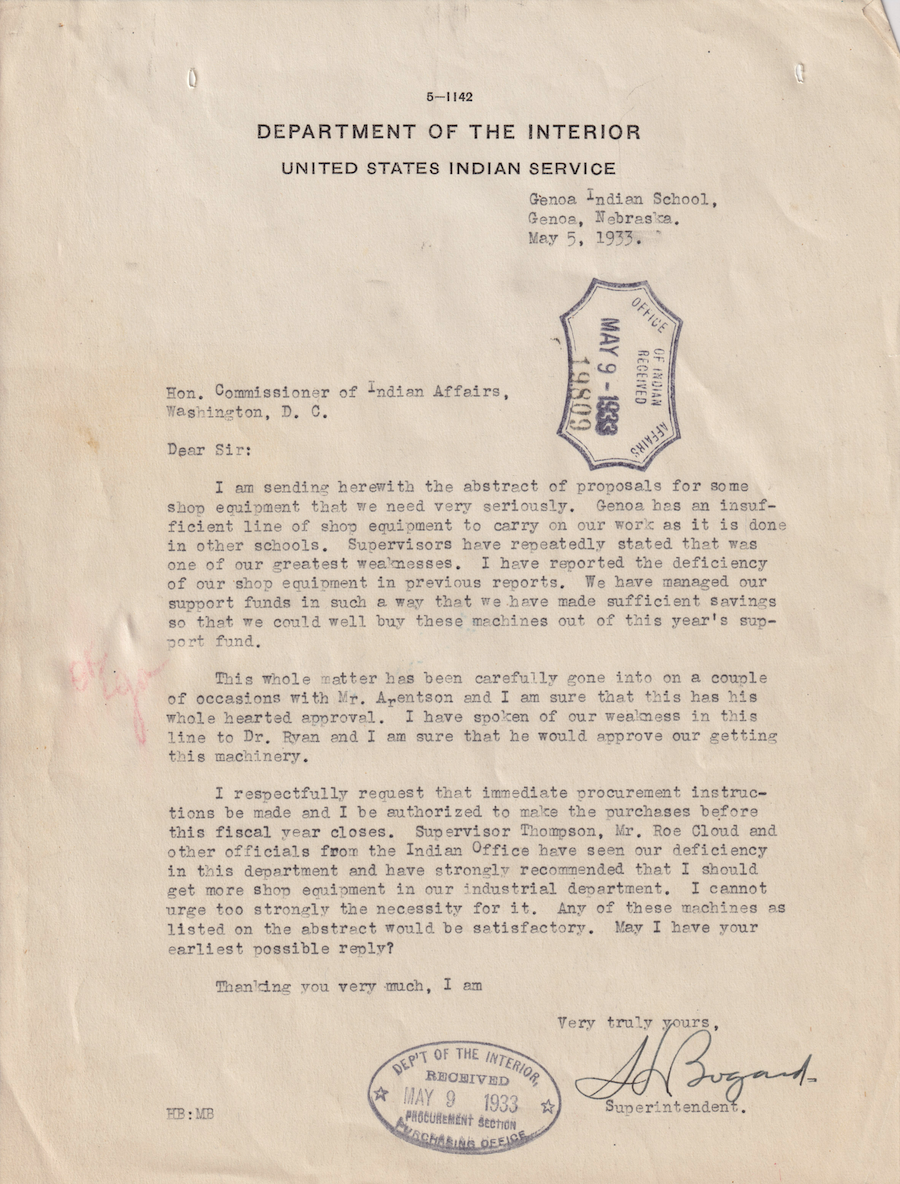 5—1142
DEPARTMENT OF THE INTERIOR
UNITED STATES INDIAN SERVICE
Genoa Indian School,
Genoa, Nebraska.
May 5, 1933.
OFFICE OF INDIAN AFFAIRS
RECEIVED
MAY 9 - 1933
19809
Hon. Commissioner of Indian Affairs,
Washington, D. C.
Dear Sir:
I am sending herewith the abstract of proposals for some
shop equipment that we need very seriously. Genoa has an insuf-
ficient line of shop equipment to carry on our work as it is done
in other schools. Supervisors have repeatedly stated that was
one of our greatest weaknesses. I have reported the deficiency
of our shop equipment in previous reports. We have managed our
support funds in such a way that we have made sufficient savings
so that we could well buy these machines out of this year's sup-
port fund.
This whole matter has been carefully gone into on a couple
of occasions with Mr. Arentson and I am sure that this has his
whole hearted approval. I have spoken of our weakness in this
line to Dr. Ryan and I am sure that he would approve our getting
this machinery.
I respectfully request that immediate procurement instruc-
tions be made and I be authorized to make the purchases before
this fiscal year closes. Supervisor Thompson, Mr. Roe Cloud and
other officials from the Indian Office have seen our deficiency
in this department and have strongly recommended that I should
get more shop equipment in our industrial department. I cannot
urge too strongly the necessity for it. Any of these machines as
listed on the abstract would be satisfactory. May I have your
earliest possible reply?
Thanking you very much, I am
Very truly yours,
Bogard
Superintendent.
DEP'T OF THE INTERIOR,
RECEIVED
MAY 9 1933
PROCUREMENT SECTION
PURCHASING OFFICE
HB:MB